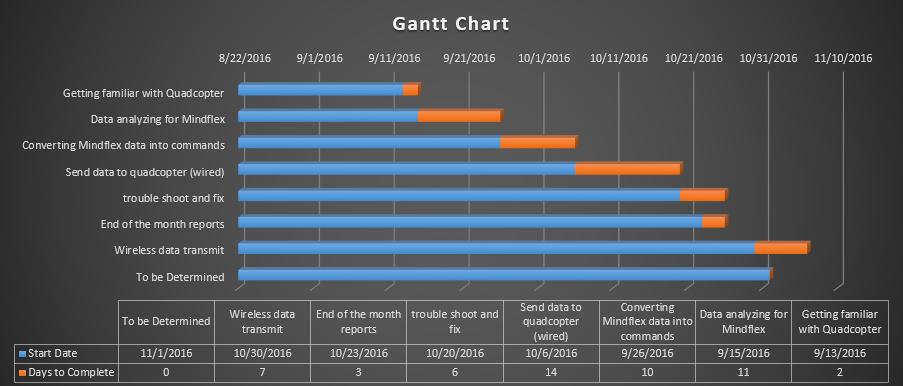 Gantt Chart
8/22/2016 9/1/2016 9/11/2016 9/21/2016 10/1/2016 10/11/2016 10/21/2016 10/31/2016 11/10/2016
Getting familiar with Quadcopter
Data analyzing for Mindflex
Converting Mindflex data into commands
Send data to quadcopter (wired)
trouble shoot and fix
End of the month reports
Wireless data transmit
To be Determined
To be Determined
Wireless data
transmit
End of the month
reports
trouble shoot and
fix
Send data to
quadcopter
(wired)
Converting
Mindflex data into
commands
Data analyzing for
Mindflex
Getting familiar
with Quadcopter
Start Date 11/1/2016 10/30/2016 10/23/2016 10/20/2016 10/6/2016 9/26/2016 9/15/2016 9/13/2016
Days to Complete 0 7 3 6 14 10 11 2